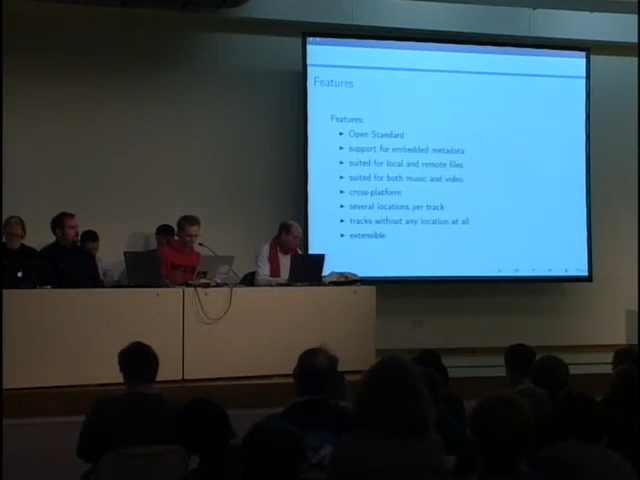 Features
Features:
Open Standard
support for embedded metadata
suited for local and remote files
suited for both music and video
cross-platform
several locations per track
tracks without any location at all
extensible